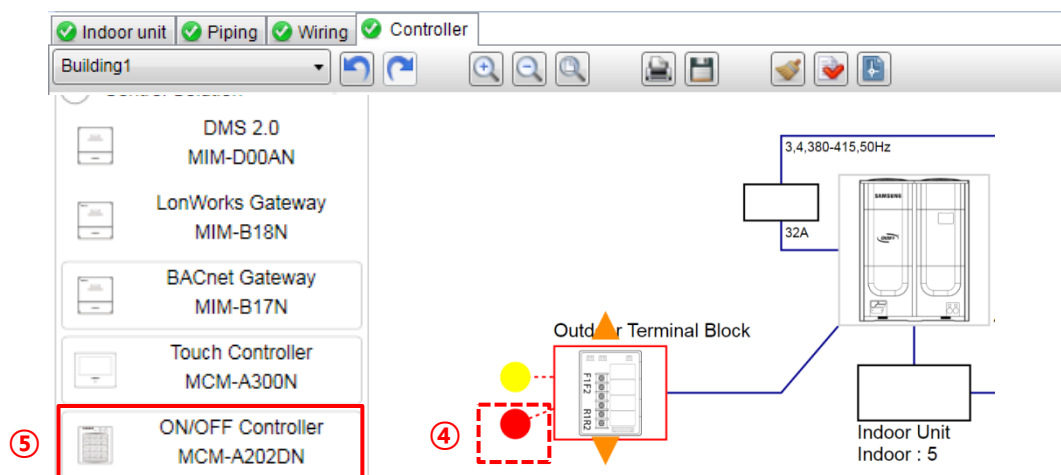 Indoor unit Piping Wiring Controller
Building1
DMS 2.0
MIM-D00AN
LonWorks Gateway
MIM-B18N
BACnet Gateway
MIM-B17N
Touch Controller
MCM-A300N
⑤
ON/OFF Controller
MCM-A202DN
3,4,380-415,50Hz
32A
SAMSUNG
Outd r Terminal Block
F1F2
R1R2
④
Indoor Unit
Indoor : 5